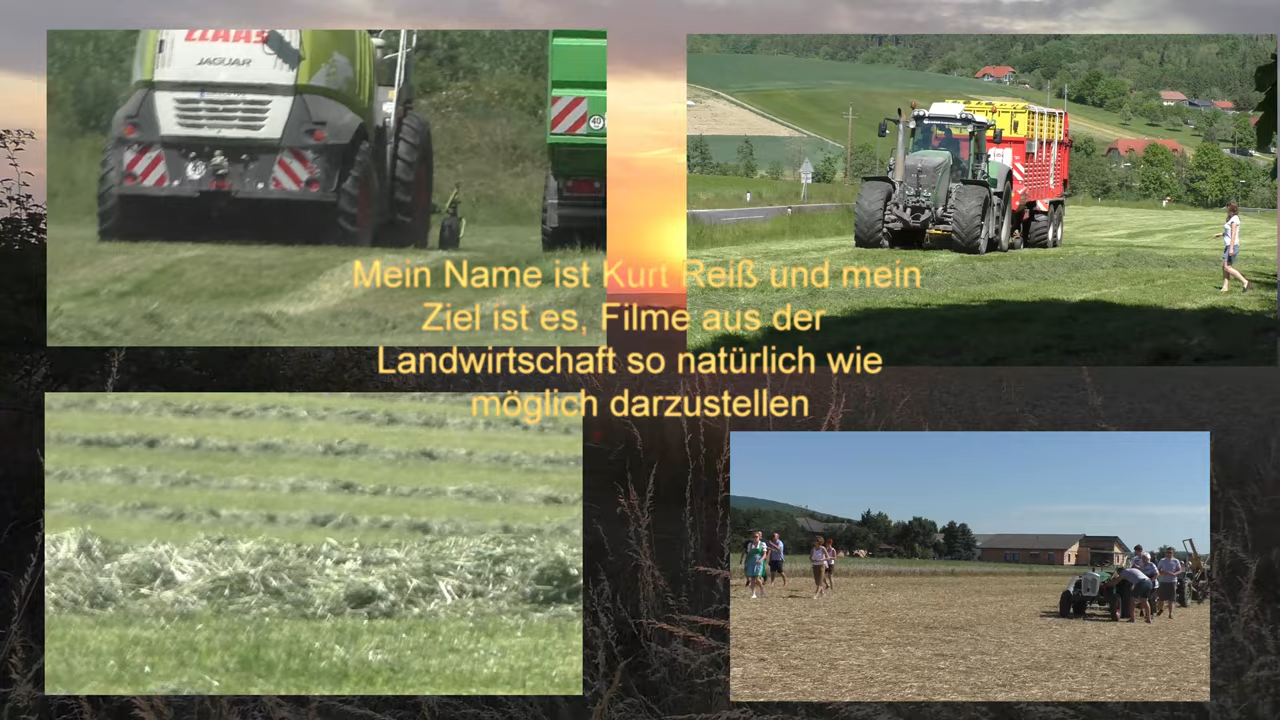 CLAAS
JAGUAR
40
Mein Name ist Kurt Reiß und mein
Ziel ist es, Filme aus der
Landwirtschaft so natürlich wie
möglich darzustellen